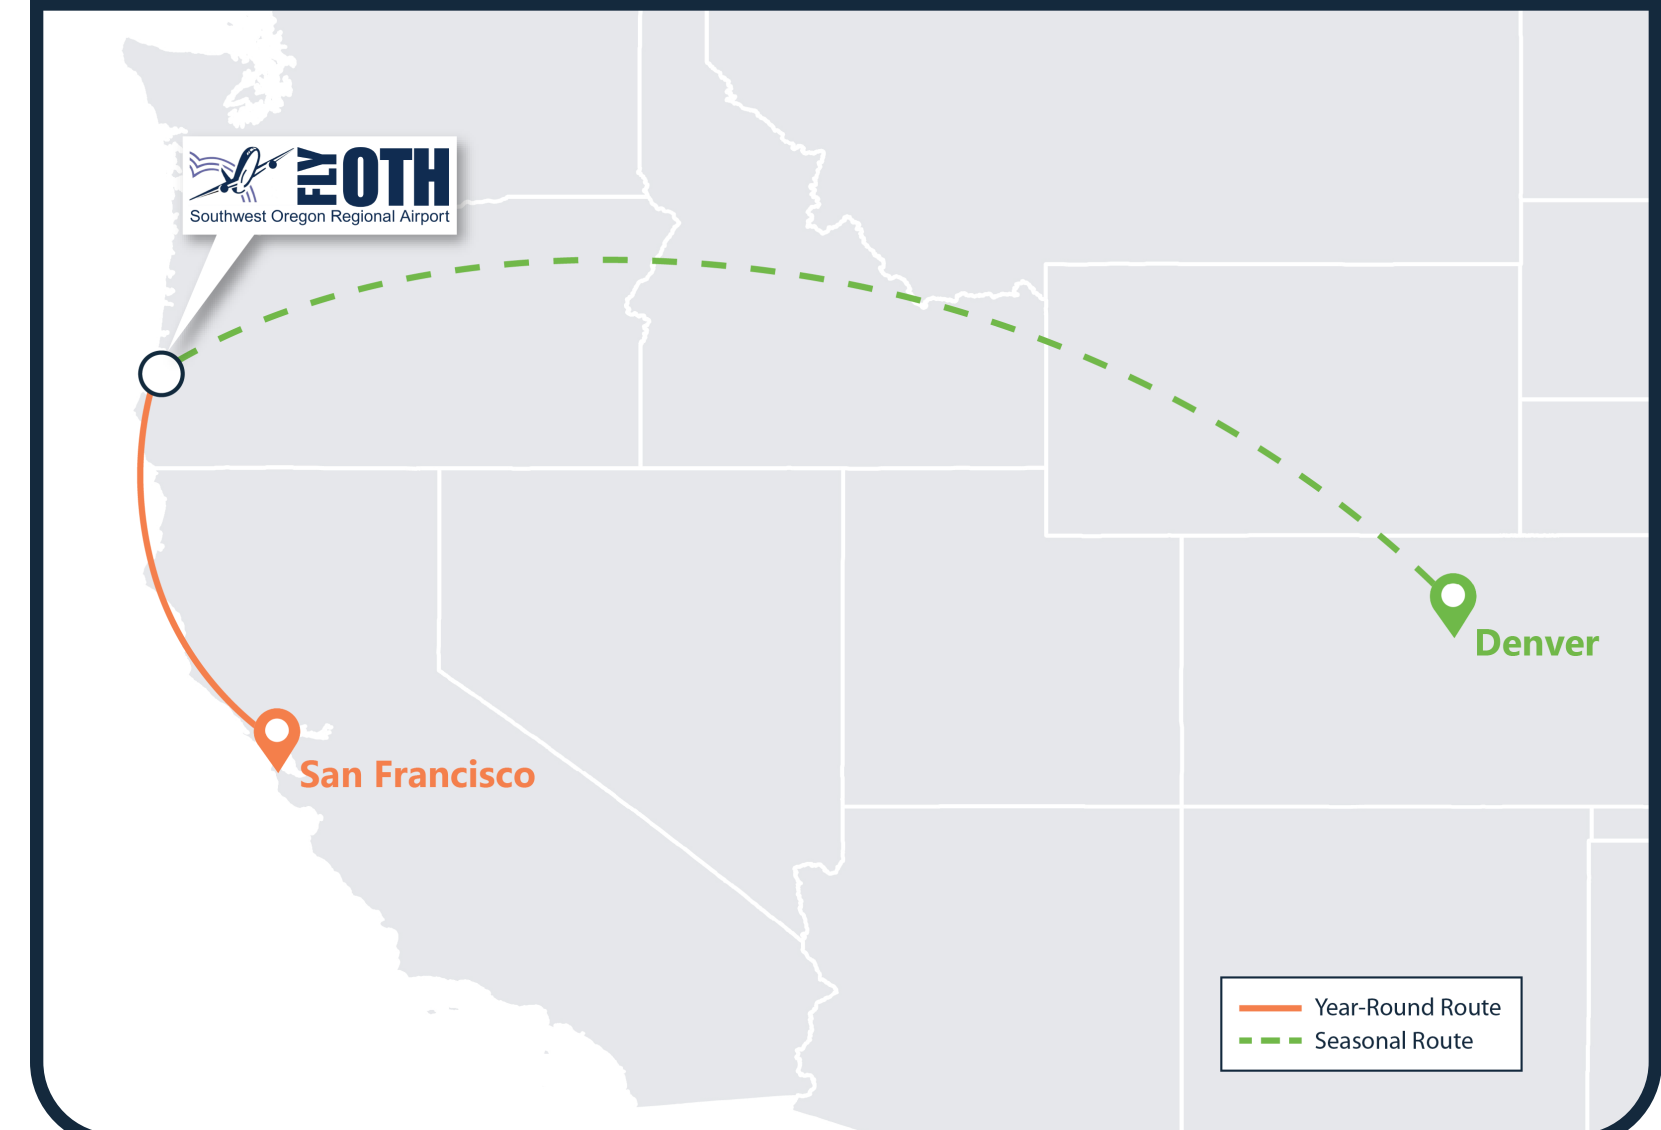 FLY OTH
Southwest Oregon Regional Airport
Denver
San Francisco
Year-Round Route
Seasonal Route